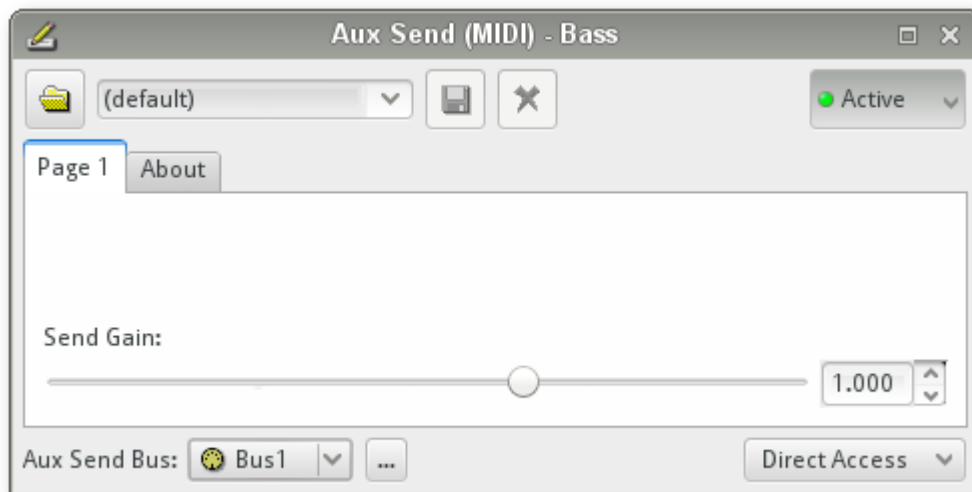 Aux Send (MIDI) - Bass
(default)
Active
Page 1
About
Send Gain:
1.000
Aux Send Bus:
Bus1
...
Direct Access